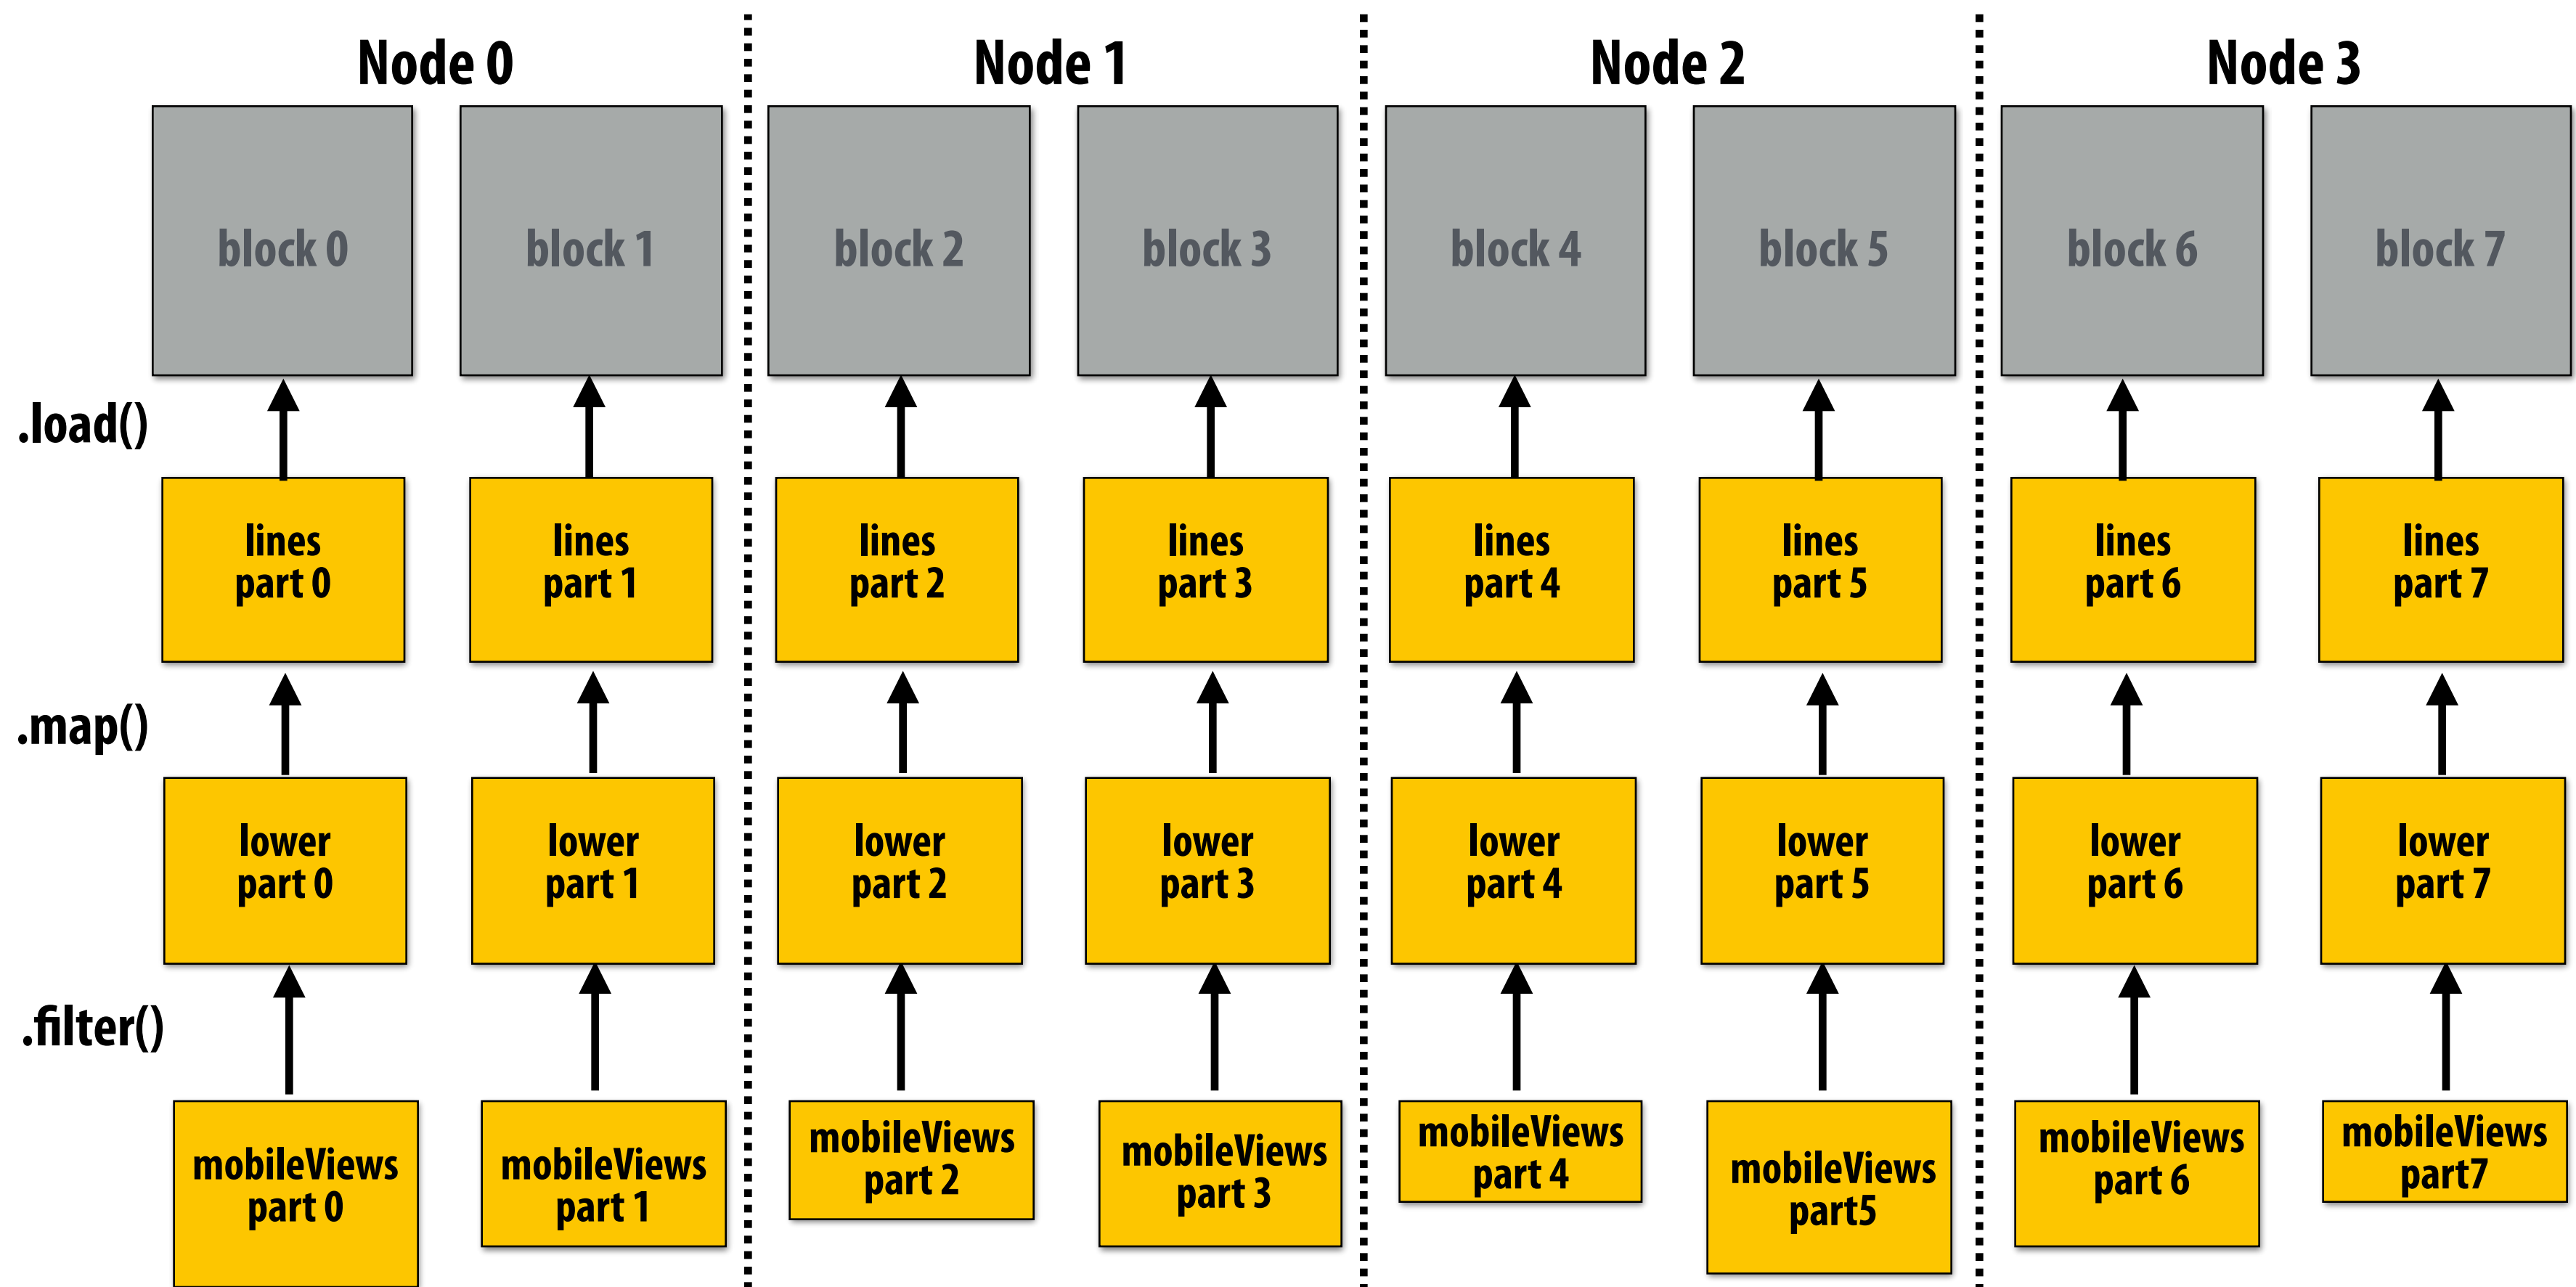 Node 0
Node 1
Node 2
Node 3
block 0
block 1
block 2
block 3
block 4
block 5
block 6
block 7
.load()
lines
part 0
lines
part 1
lines
part 2
lines
part 3
lines
part 4
lines
part 5
lines
part 6
lines
part 7
.map()
lower
part 0
lower
part 1
lower
part 2
lower
part 3
lower
part 4
lower
part 5
lower
part 6
lower
part 7
.filter()
mobileViews
part 0
mobileViews
part 1
mobileViews
part 2
mobileViews
part 3
mobileViews
part 4
mobileViews
part5
mobileViews
part 6
mobileViews
part7